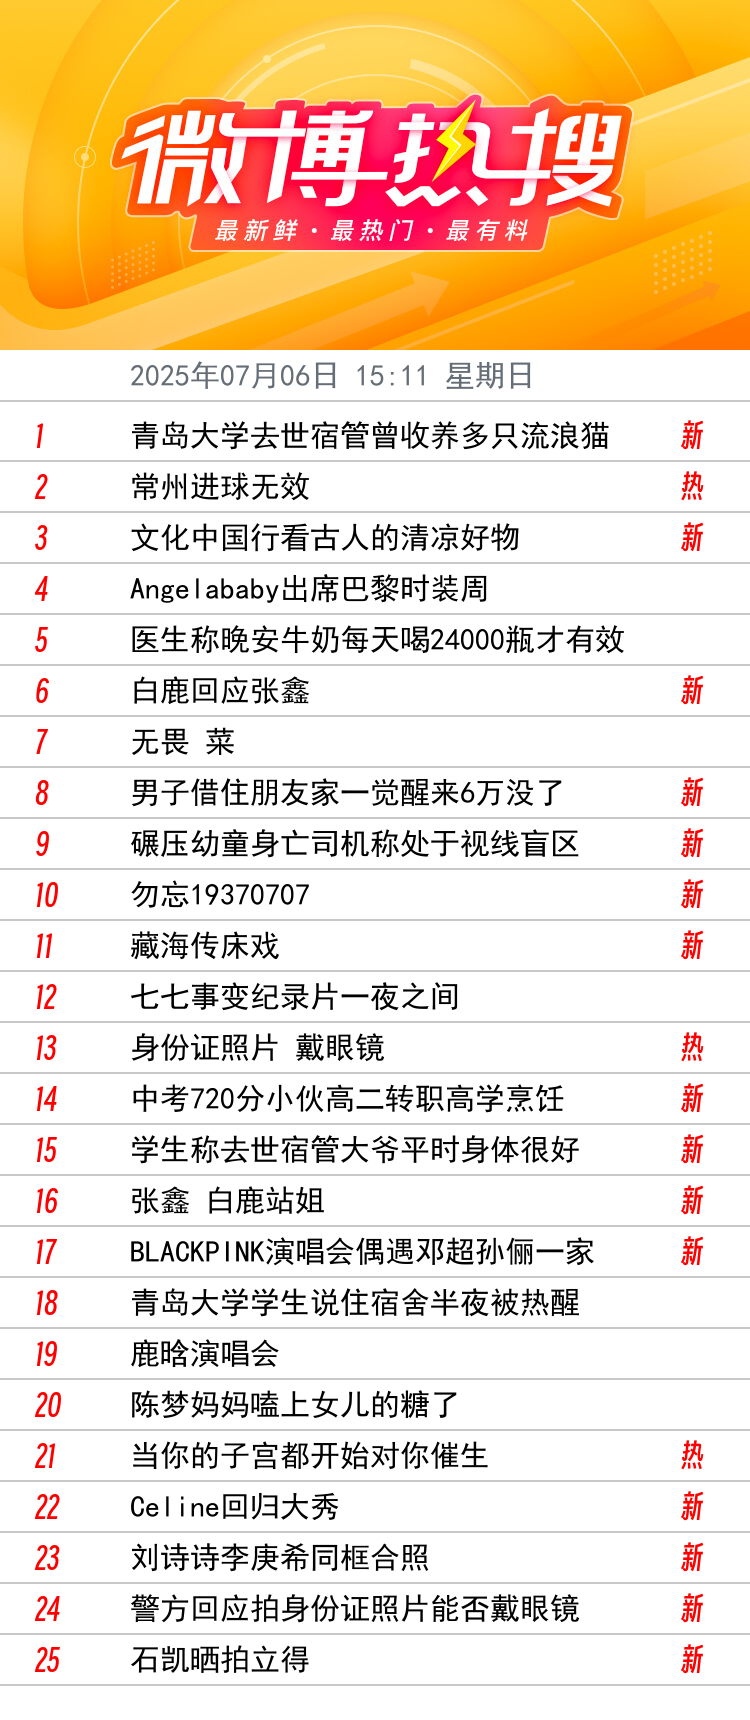 微博热搜
最新鲜·最热门·最有料
2025年07月06日 15:11 星期日
1 青岛大学去世宿管曾收养多只流浪猫 新
2 常州进球无效 热
3 文化中国行看古人的清凉好物 新
4 Angelababy出席巴黎时装周
5 医生称晚安牛奶每天喝24000瓶才有效
6 白鹿回应张鑫 新
7 无畏 菜
8 男子借住朋友家一觉醒来6万没了 新
9 碾压幼童身亡司机称处于视线盲区 新
10 勿忘19370707 新
11 藏海传床戏 新
12 七七事变纪录片一夜之间
13 身份证照片 戴眼镜 热
14 中考720分小伙高二转职高学烹饪 新
15 学生称去世宿管大爷平时身体很好 新
16 张鑫 白鹿站姐 新
17 BLACKPINK演唱会偶遇邓超孙俪一家 新
18 青岛大学学生说住宿舍半夜被热醒
19 鹿晗演唱会
20 陈梦妈妈嗑上女儿的糖了
21 当你的子宫都开始对你催生 热
22 Celine回归大秀 新
23 刘诗诗李庚希同框合照 新
24 警方回应拍身份证照片能否戴眼镜 新
25 石凯晒拍立得 新